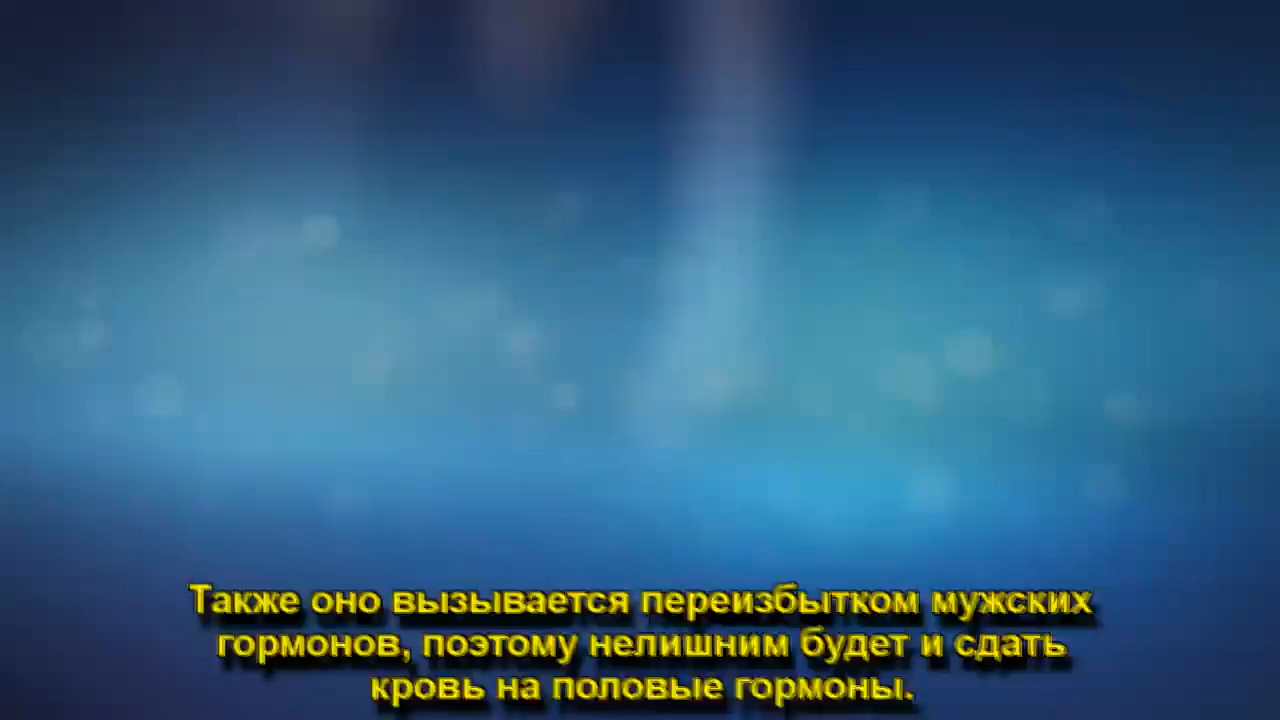 Также оно вызывается переизбытком мужских
гормонов, поэтому нелишним будет и сдать
кровь на половые гормоны.